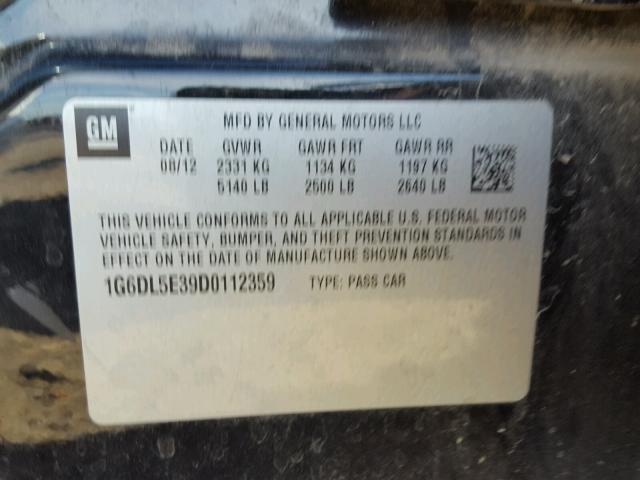 GM
MFD BY GENERAL MOTORS LLC
DATE GVWR GAWR FRT GAWR RR
08/12 2331 KG 1134 KG 1197 KG
5140 LB 2500 LB 2640 LB
THIS VEHICLE CONFORMS TO ALL APPLICABLE U.S. FEDERAL MOTOR
VEHICLE SAFETY, BUMPER, AND THEFT PREVENTION STANDARDS IN
EFFECT ON THE DATE OF MANUFACTURE SHOWN ABOVE.
1G6DL5E39D0112359 TYPE: PASS CAR